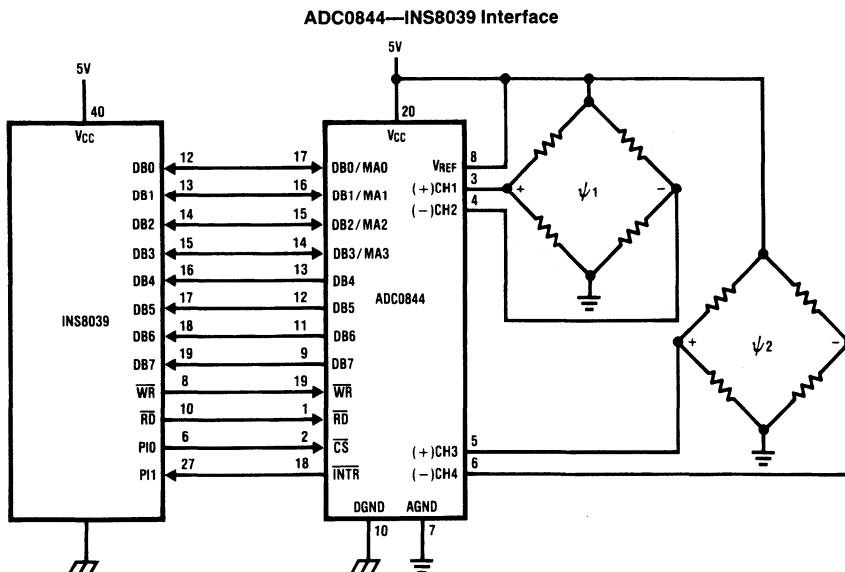 ADC0844—INS8039 Interface
5V
5V
40
20
VCC
VCC
INS8039
ADC0844
DB0 12 17 DB0/MA0
DB1 13 16 DB1/MA1
DB2 14 15 DB2/MA2
DB3 15 14 DB3/MA3
DB4 16 13 DB4
DB5 17 12 DB5
DB6 18 11 DB6
DB7 19 9 DB7
WR 8 19 WR
RD 10 1 RD
PI0 6 2 CS
PI1 27 18 INTR
VREF 8
(+)CH1 3
(−)CH2 4
(+)CH3 5
(−)CH4 6
DGND AGND
10 7
+ ψ1 −
+ ψ2 −